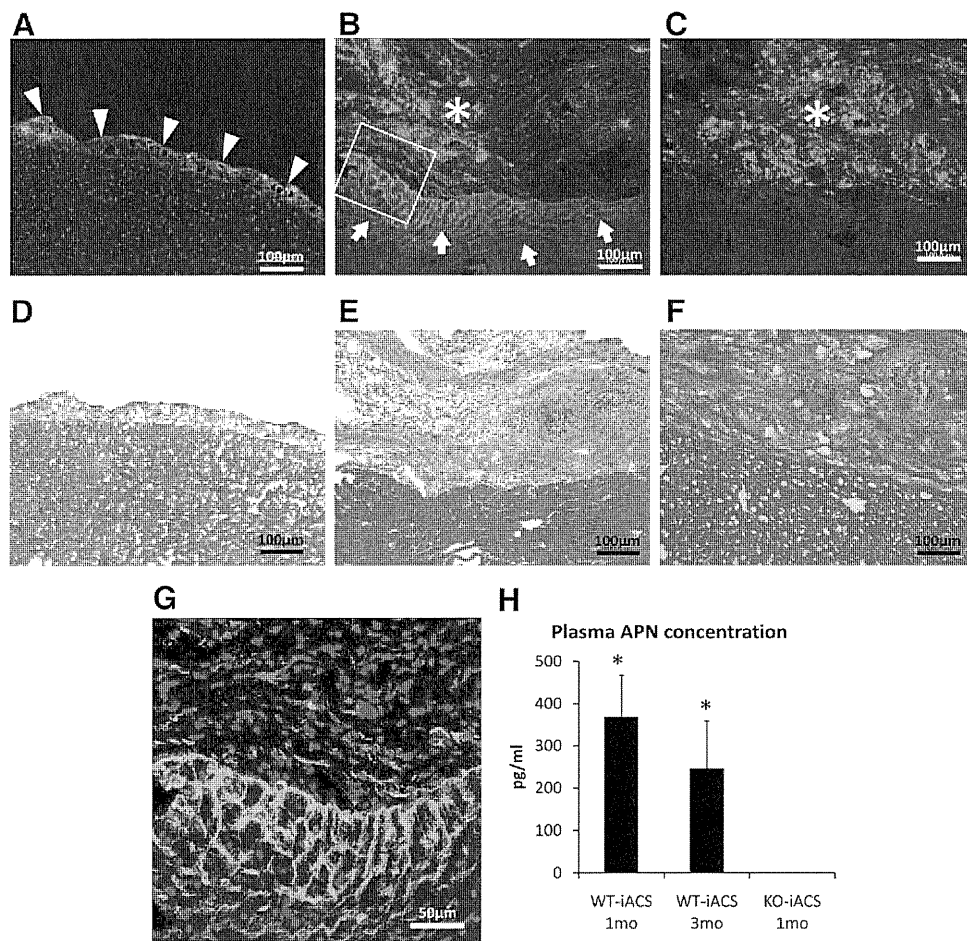 A
B
C
100µm
*
100µm
*
100µm
D
E
F
100µm
100µm
100µm
G
H
50µm
Plasma APN concentration
500
400
300
200
100
0
pg/ml
*
*
WT-iACS
1mo
WT-iACS
3mo
KO-iACS
1mo